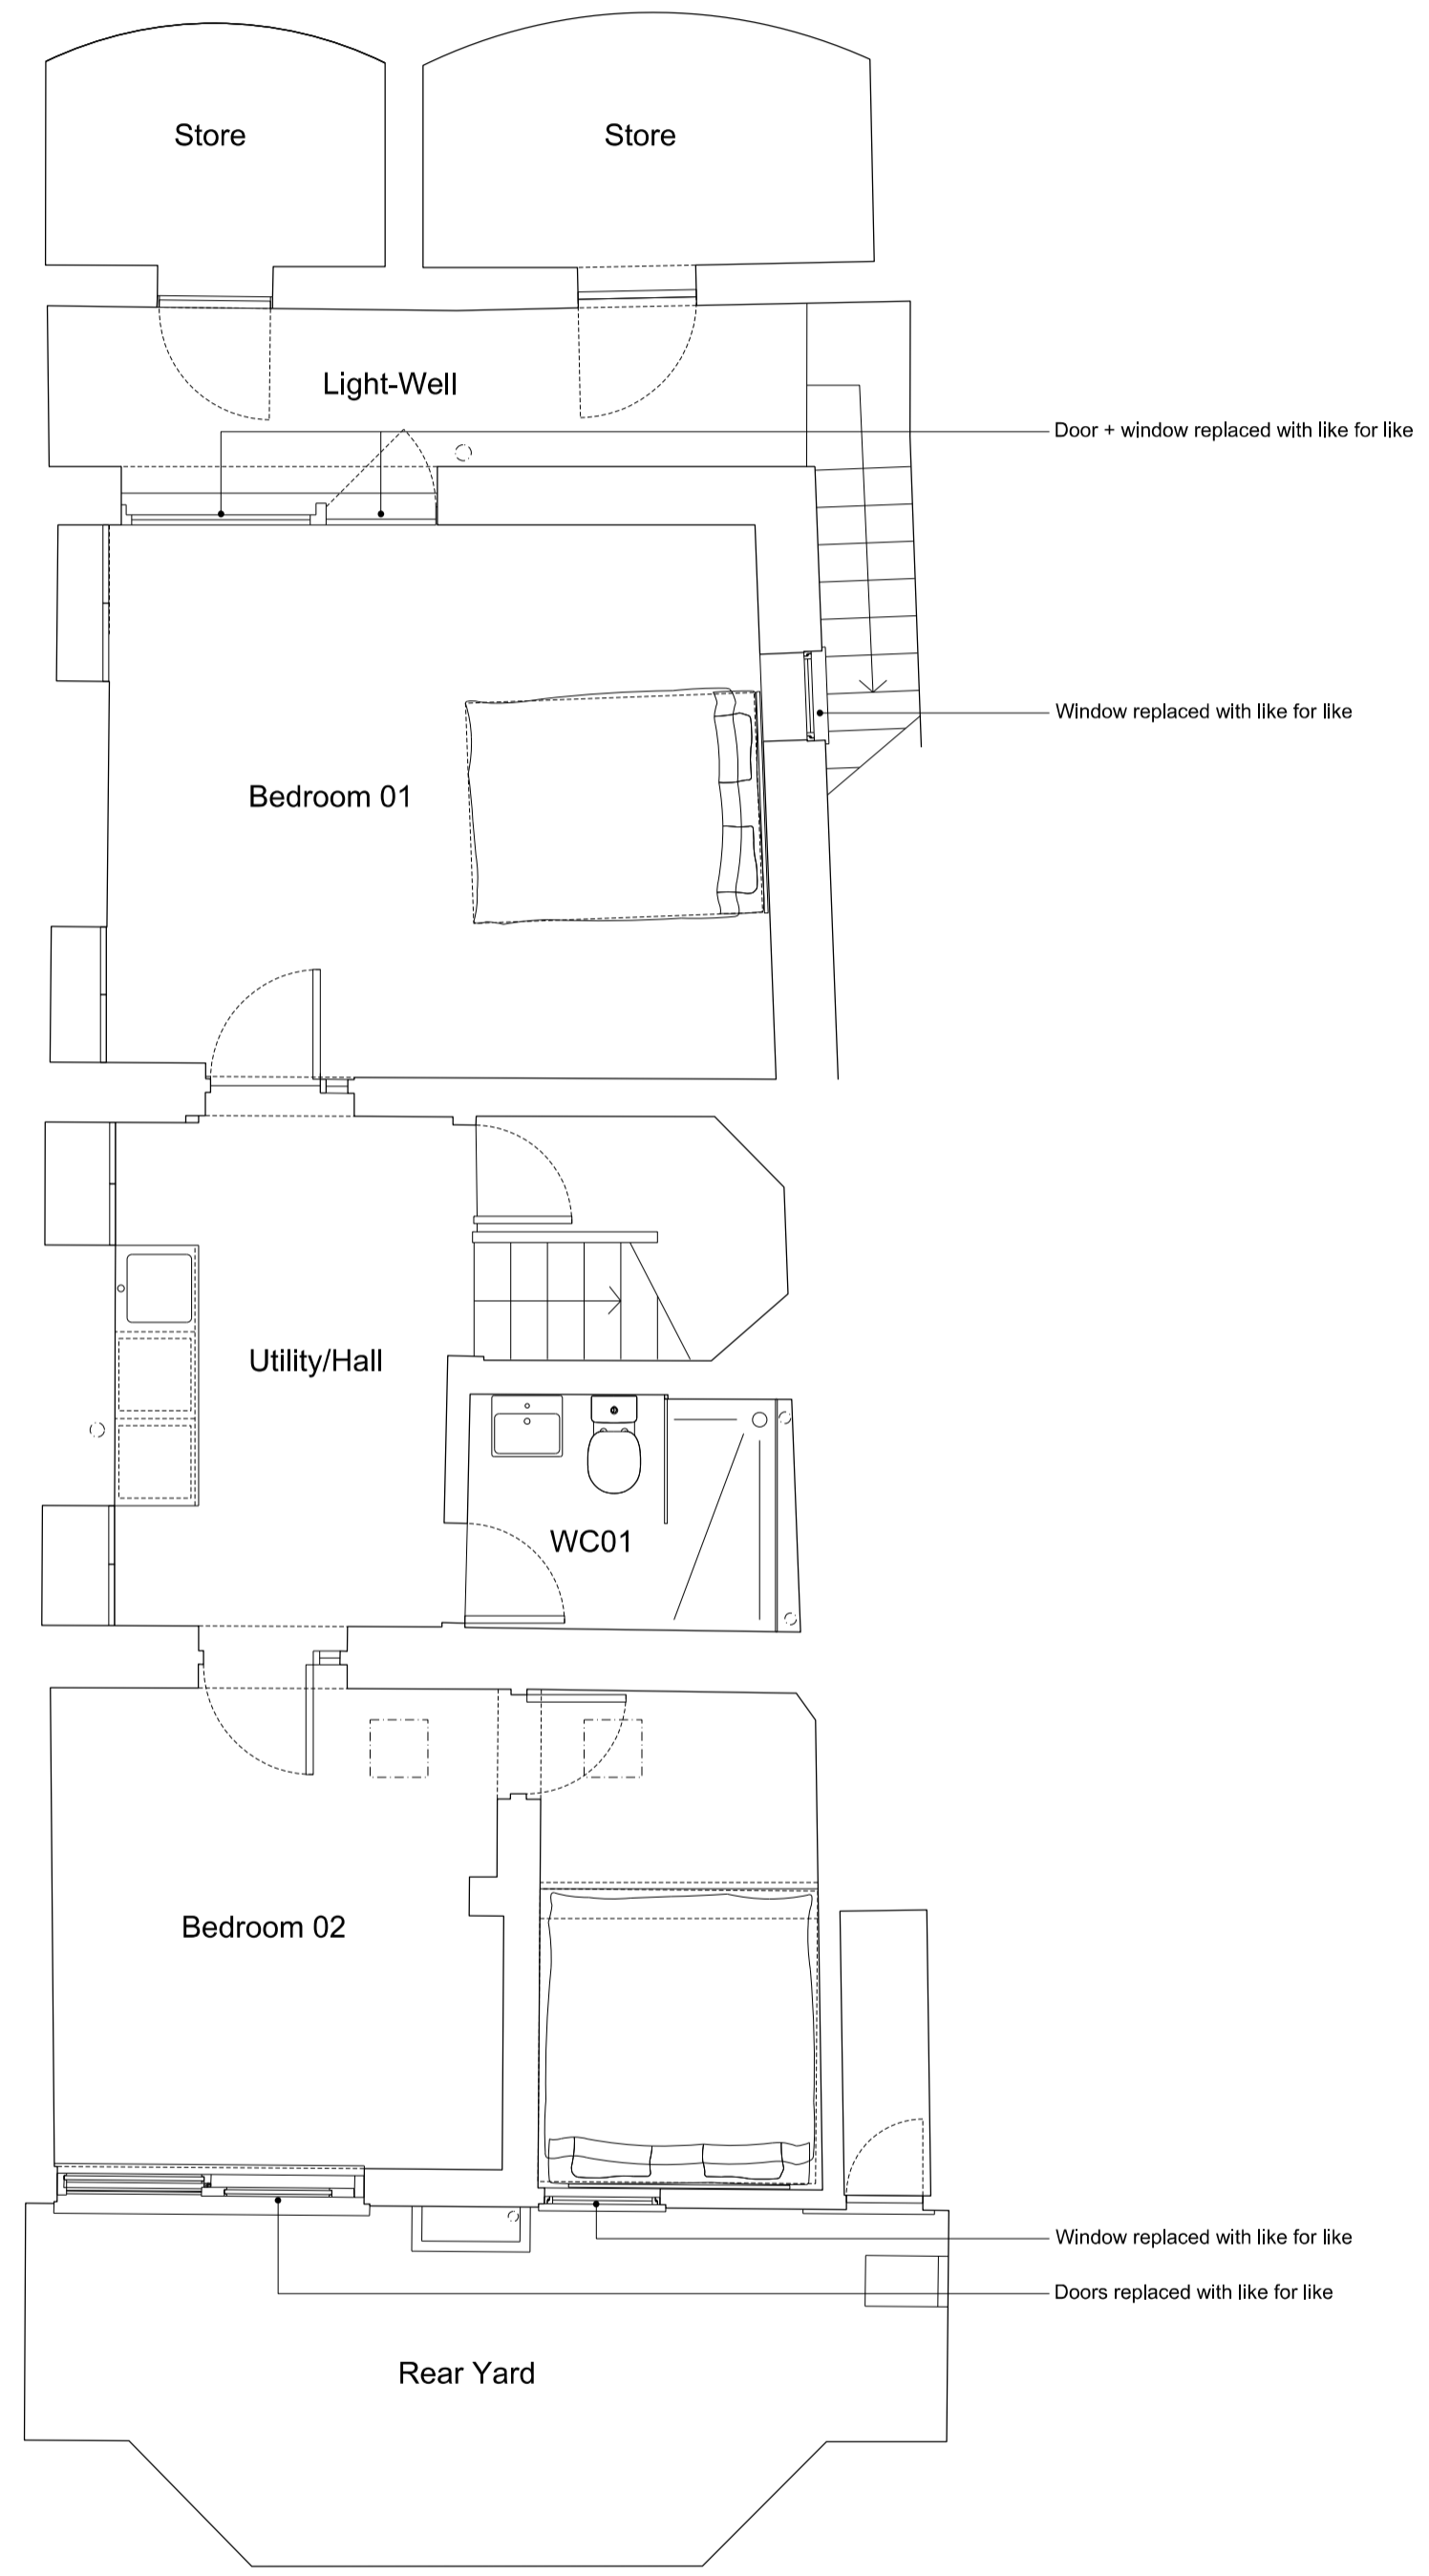 Store
Store
Light-Well
Door + window replaced with like for like
Window replaced with like for like
Bedroom 01
Utility/Hall
WC01
Bedroom 02
Window replaced with like for like
Doors replaced with like for like
Rear Yard